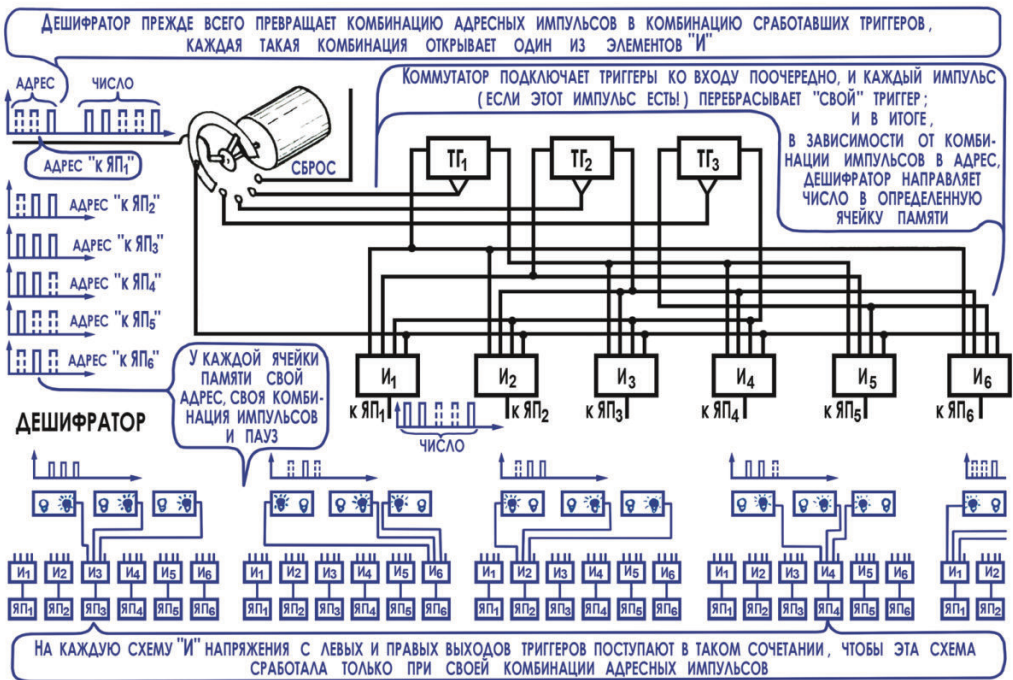 Дешифратор прежде всего превращает комбинацию адресных импульсов в комбинацию сработавших триггеров,
каждая такая комбинация открывает один из элементов "И"
Адрес
Число
Адрес "к ЯП1"
Адрес "к ЯП2"
Адрес "к ЯП3"
Адрес "к ЯП4"
Адрес "к ЯП5"
Адрес "к ЯП6"
Сброс
Коммутатор подключает триггеры ко входу поочередно, и каждый импульс
(если этот импульс есть!) перебрасывает "свой" триггер;
и в итоге,
в зависимости от комби-
нации импульсов в адрес,
дешифратор направляет
число в определенную
ячейку памяти
ТГ1 ТГ2 ТГ3
И1 И2 И3 И4 И5 И6
к ЯП1 к ЯП2 к ЯП3 к ЯП4 к ЯП5 к ЯП6
Число
У каждой ячейки
памяти свой
адрес, своя комби-
нация импульсов
и пауз
Дешифратор
И1 И2 И3 И4 И5 И6
ЯП1 ЯП2 ЯП3 ЯП4 ЯП5 ЯП6
И1 И2 И3 И4 И5 И6
ЯП1 ЯП2 ЯП3 ЯП4 ЯП5 ЯП6
И1 И2 И3 И4 И5 И6
ЯП1 ЯП2 ЯП3 ЯП4 ЯП5 ЯП6
И1 И2 И3 И4 И5 И6
ЯП1 ЯП2 ЯП3 ЯП4 ЯП5 ЯП6
И1 И2
ЯП1 ЯП2
На каждую схему "И" напряжения с левых и правых выходов триггеров поступают в таком сочетании, чтобы эта схема
сработала только при своей комбинации адресных импульсов